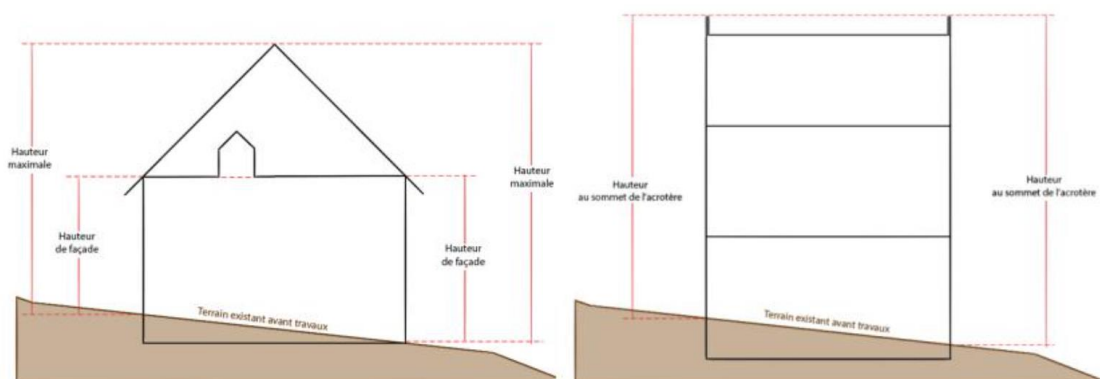 Hauteur
maximale
Hauteur
de façade
Terrain existant avant travaux
Hauteur
maximale
Hauteur
de façade
Hauteur
au sommet de l'acrotère
Terrain existant avant travaux
Hauteur
au sommet de l'acrotère